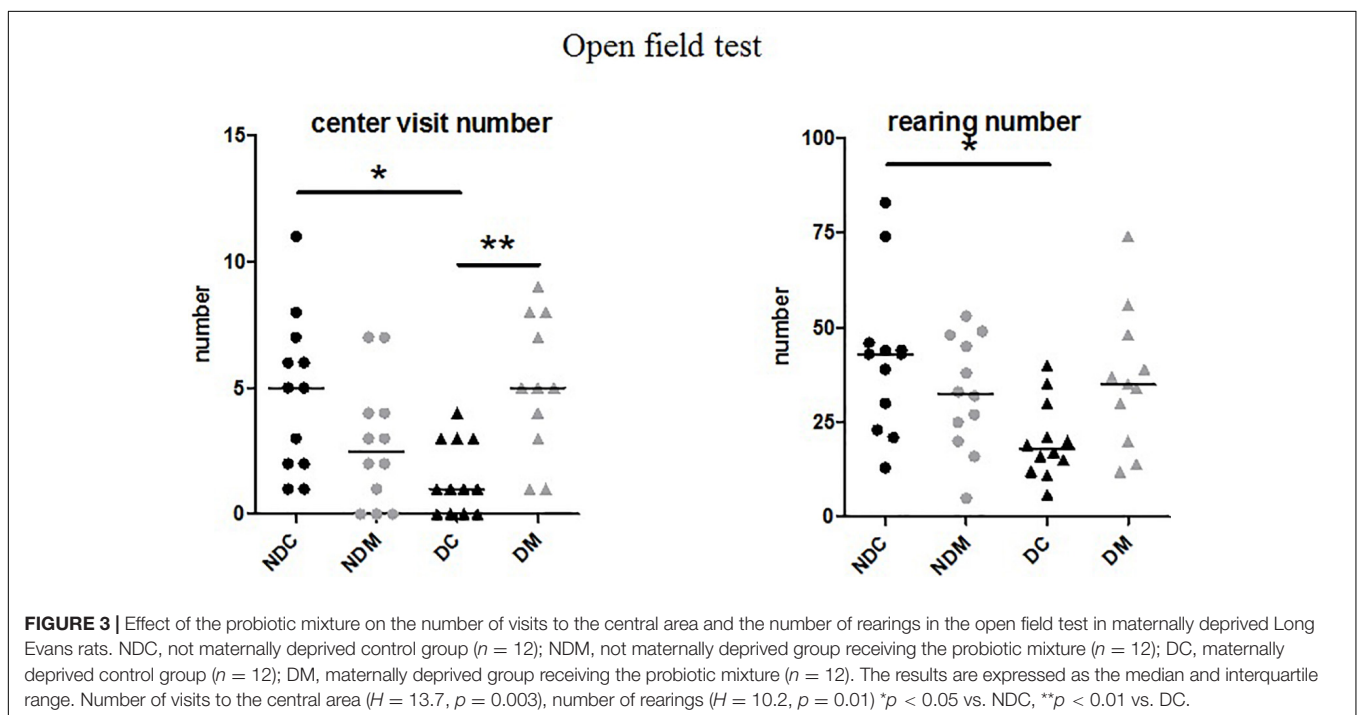 Open field test
center visit number
15
10
5
0
number
*
**
NDC
NDM
DC
DM
rearing number
100
75
50
25
0
number
*
NDC
NDM
DC
DM
FIGURE 3 | Effect of the probiotic mixture on the number of visits to the central area and the number of rearings in the open field test in maternally deprived Long
Evans rats. NDC, not maternally deprived control group (n = 12); NDM, not maternally deprived group receiving the probiotic mixture (n = 12); DC, maternally
deprived control group (n = 12); DM, maternally deprived group receiving the probiotic mixture (n = 12). The results are expressed as the median and interquartile
range. Number of visits to the central area (H = 13.7, p = 0.003), number of rearings (H = 10.2, p = 0.01) *p < 0.05 vs. NDC, **p < 0.01 vs. DC.